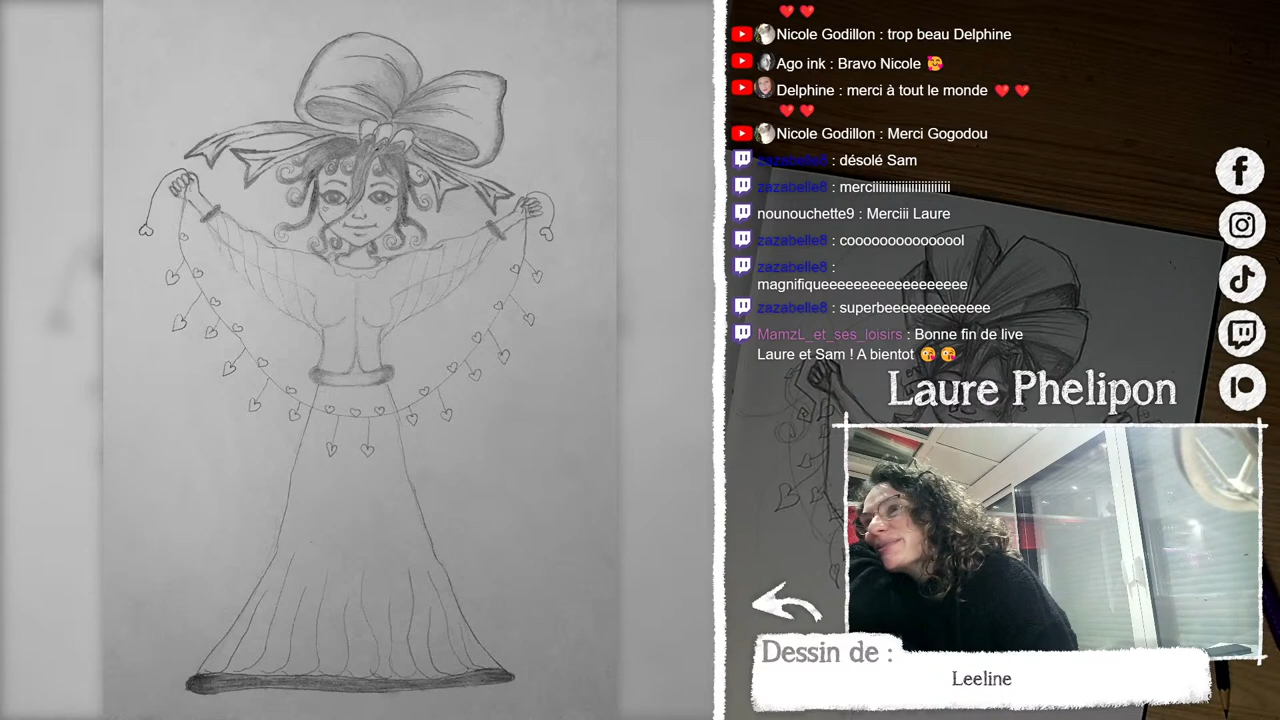 ❤️ ❤️
Nicole Godillon : trop beau Delphine
Ago ink : Bravo Nicole 🥰
Delphine : merci à tout le monde ❤️ ❤️
❤️ ❤️
Nicole Godillon : Merci Gogodou
zazabelle8 : désolé Sam
zazabelle8 : merciiiiiiiiiiiiiiiiiiiiiii
nounouchette9 : Merciii Laure
zazabelle8 : cooooooooooooool
zazabelle8 :
magnifiqueeeeeeeeeeeeeeeeee
zazabelle8 : superbeeeeeeeeeeeee
MamzL_et_ses_loisirs : Bonne fin de live
Laure et Sam ! A bientot 😘 😘
Laure Phelipon
Dessin de :
Leeline